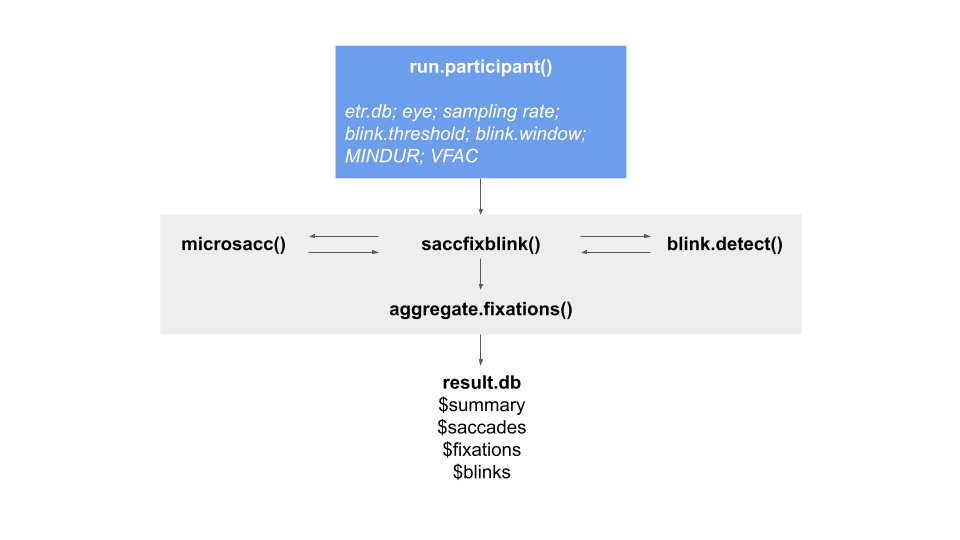 run.participant()
etr.db; eye; sampling rate;
blink.threshold; blink.window;
MINDUR; VFAC
microsacc()
saccfixblink()
blink.detect()
aggregate.fixations()
result.db
$summary
$saccades
$fixations
$blinks